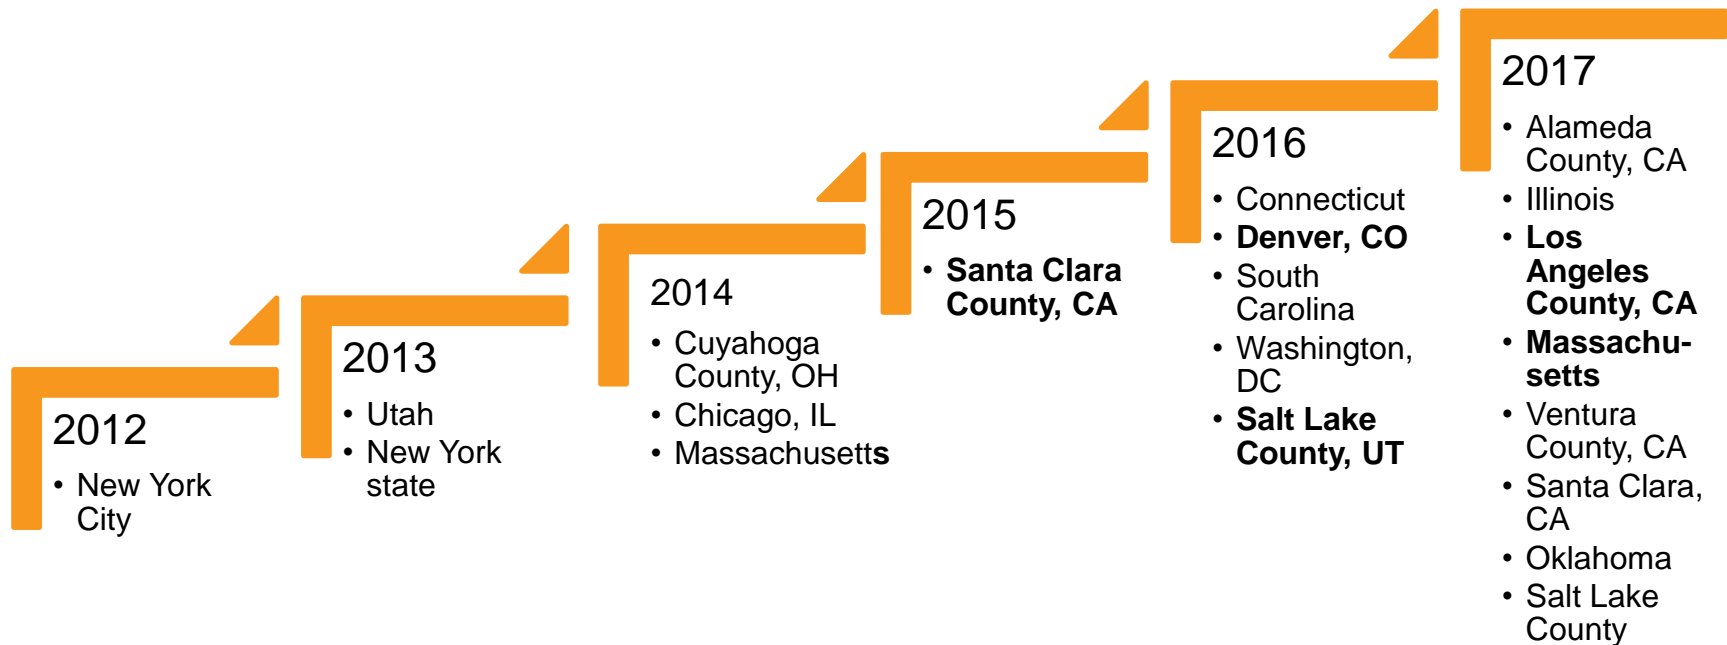 2012
• New York
City
2013
• Utah
• New York
state
2014
• Cuyahoga
County, OH
• Chicago, IL
• Massachusetts
2015
• Santa Clara
County, CA
2016
• Connecticut
• Denver, CO
• South
Carolina
• Washington,
DC
• Salt Lake
County, UT
2017
• Alameda
County, CA
• Illinois
• Los
Angeles
County, CA
• Massachu-
setts
• Ventura
County, CA
• Santa Clara,
CA
• Oklahoma
• Salt Lake
County